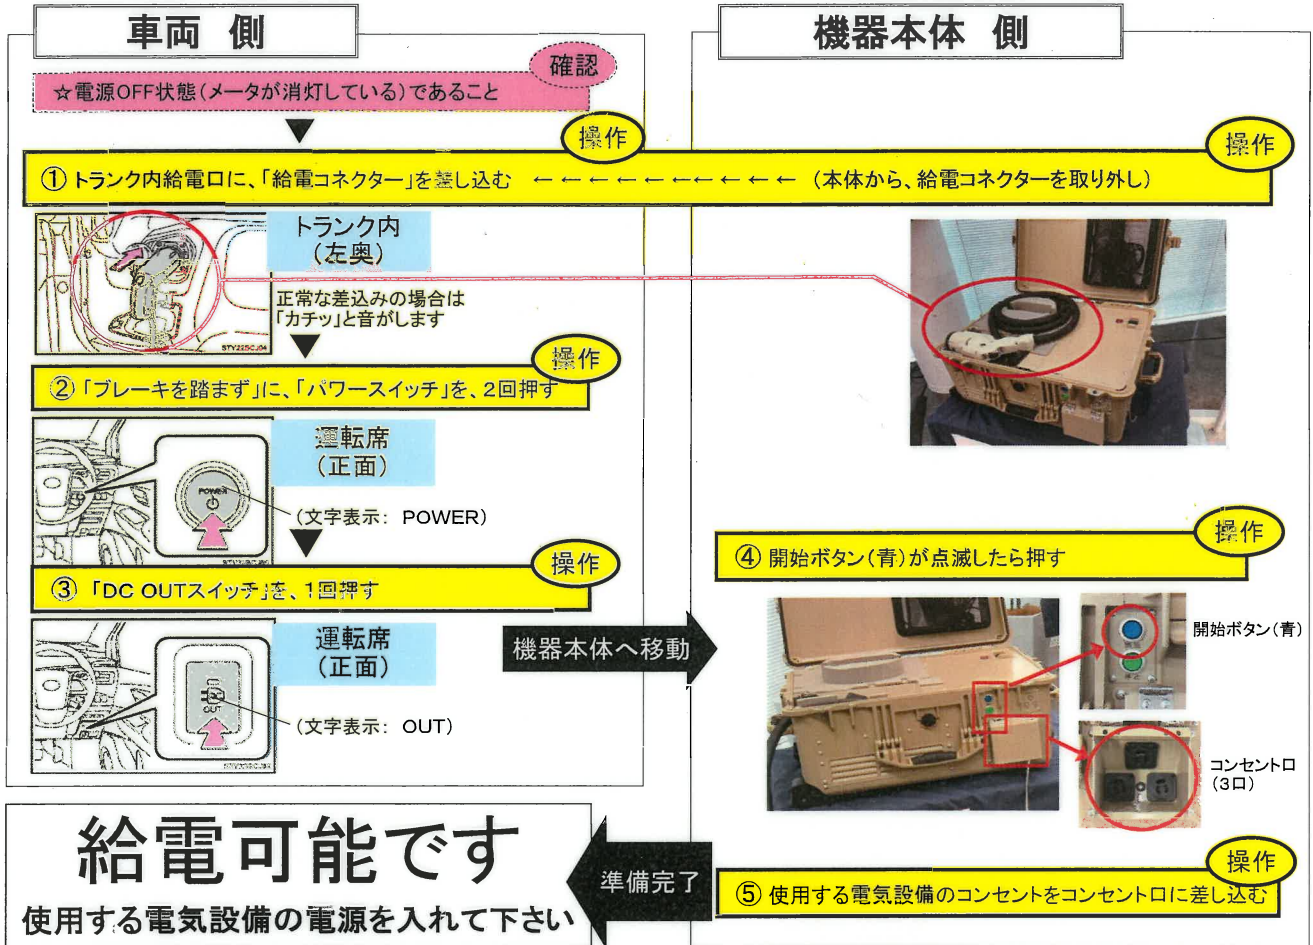 車両 側
機器本体 側
確認
☆電源OFF状態(メータが消灯している)であること
操作
操作
① トランク内給電口に、「給電コネクター」を差し込む ←←←←←←←←←← (本体から、給電コネクターを取り外し)
トランク内
(左奥)
正常な差込みの場合は
「カチッ」と音がします
操作
② 「ブレーキを踏まず」に、「パワースイッチ」を、2回押す
運転席
(正面)
POWER
(文字表示: POWER)
操作
③ 「DC OUTスイッチ」を、1回押す
運転席
(正面)
OUT
(文字表示: OUT)
機器本体へ移動
操作
④ 開始ボタン(青)が点滅したら押す
開始ボタン(青)
コンセント口
(3口)
操作
⑤ 使用する電気設備のコンセントをコンセント口に差し込む
準備完了
給電可能です
使用する電気設備の電源を入れて下さい